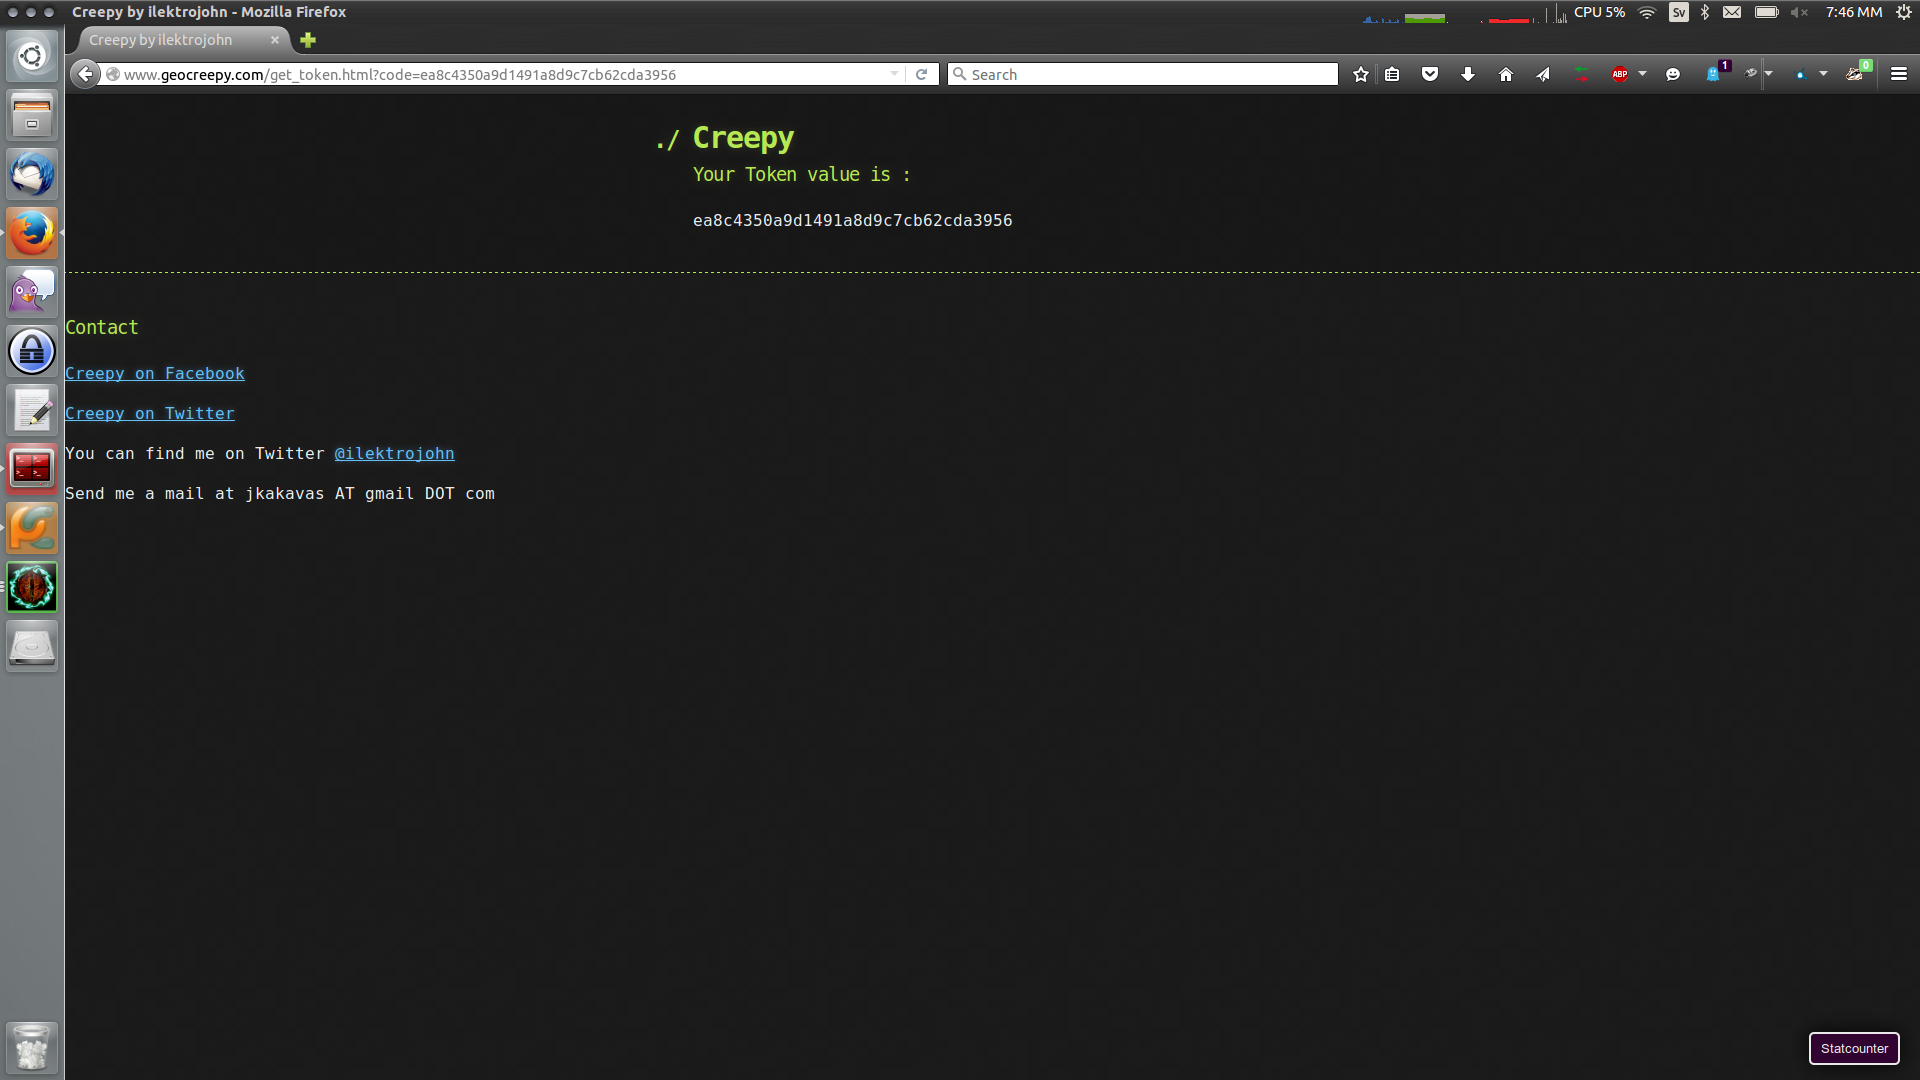 Creepy by ilektrojohn - Mozilla Firefox
CPU 5%
Sv
7:46 MM
Creepy by ilektrojohn
www.geocreepy.com/get_token.html?code=ea8c4350a9d1491a8d9c7cb62cda3956
Search
ABP
1
0
./ Creepy
Your Token value is :
ea8c4350a9d1491a8d9c7cb62cda3956
Contact
Creepy on Facebook
Creepy on Twitter
You can find me on Twitter @ilektrojohn
Send me a mail at jkakavas AT gmail DOT com
Statcounter